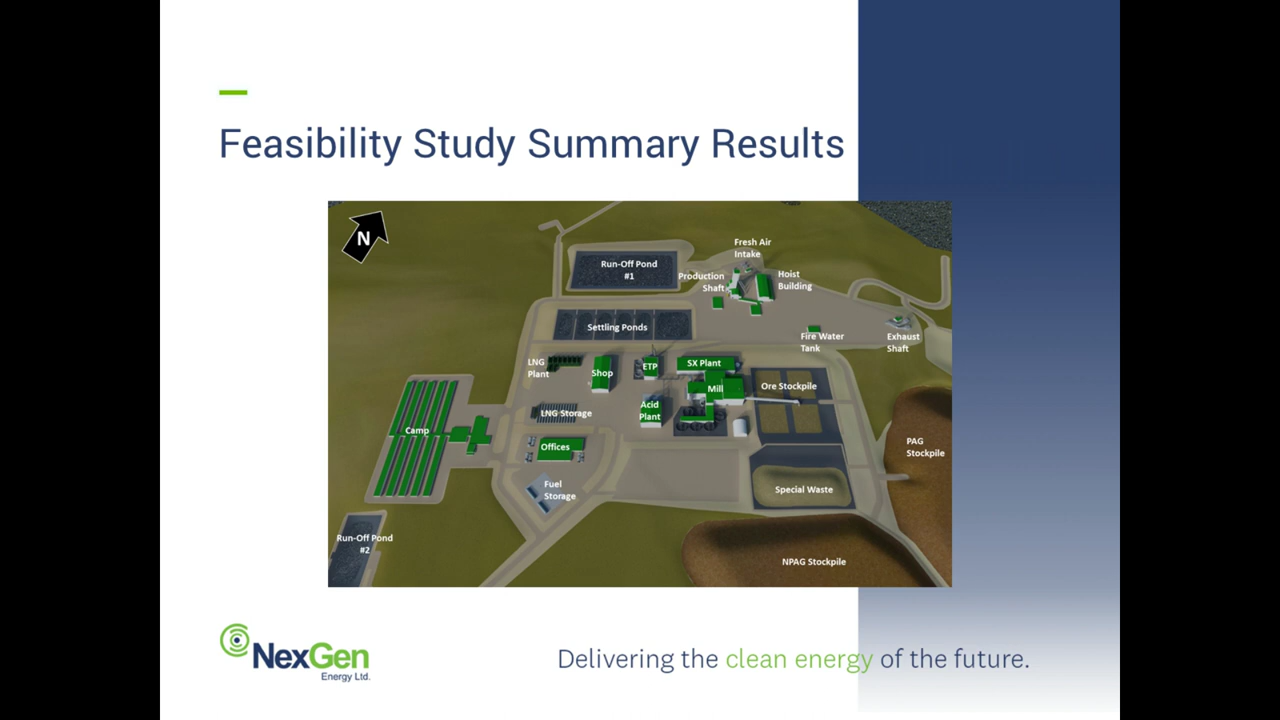 Feasibility Study Summary Results
N
Fresh Air
Intake
Run-Off Pond
#1
Production
Shaft
Hoist
Building
Settling Ponds
Fire Water
Tank
Exhaust
Shaft
LNG
Plant
Shop
ETP
SX Plant
Mill
Ore Stockpile
LNG Storage
Acid
Plant
Camp
Offices
PAG
Stockpile
Fuel
Storage
Special Waste
Run-Off Pond
#2
NPAG Stockpile
NexGen
Energy Ltd.
Delivering the clean energy of the future.